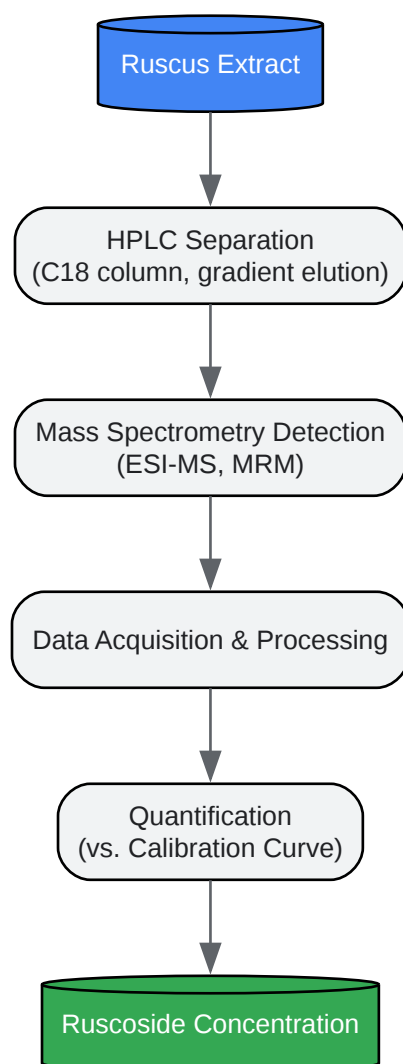 Ruscus Extract
HPLC Separation
(C18 column, gradient elution)
Mass Spectrometry Detection
(ESI-MS, MRM)
Data Acquisition & Processing
Quantification
(vs. Calibration Curve)
Ruscoside Concentration